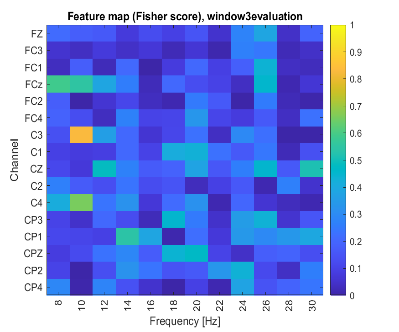 Feature map (Fisher score), window3evaluation
FZ
FC3
FC1
FCz
FC2
FC4
C3
C1
CZ
C2
C4
CP3
CP1
CPZ
CP2
CP4
Channel
8 10 12 14 16 18 20 22 24 26 28 30
Frequency [Hz]
1
0.9
0.8
0.7
0.6
0.5
0.4
0.3
0.2
0.1
0